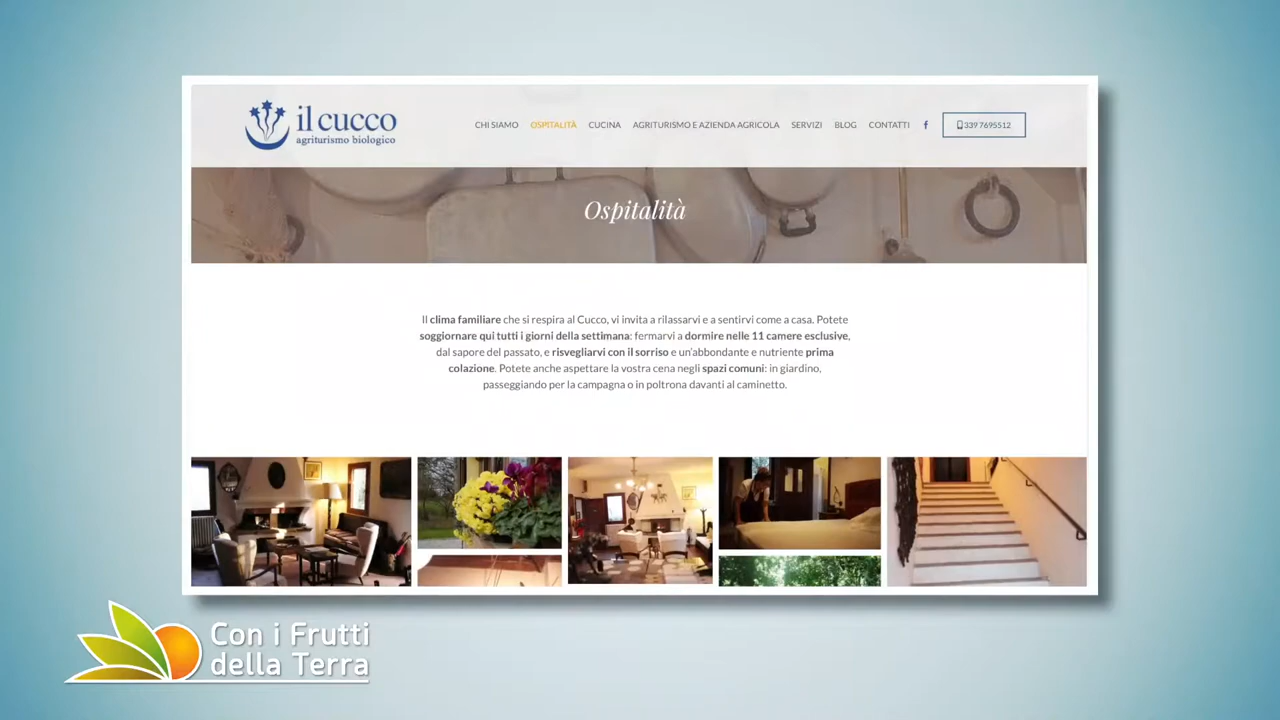 il cucco
agriturismo biologico
CHI SIAMO OSPITALITÀ CUCINA AGRITURISMO E AZIENDA AGRICOLA SERVIZI BLOG CONTATTI f 339 7695512
Ospitalità
Il clima familiare che si respira al Cucco, vi invita a rilassarvi e a sentirvi come a casa. Potete
soggiornare qui tutti i giorni della settimana: fermarvi a dormire nelle 11 camere esclusive,
dal sapore del passato, e risvegliarvi con il sorriso e un'abbondante e nutriente prima
colazione. Potete anche aspettare la vostra cena negli spazi comuni: in giardino,
passeggiando per la campagna o in poltrona davanti al caminetto.
Con i Frutti
della Terra